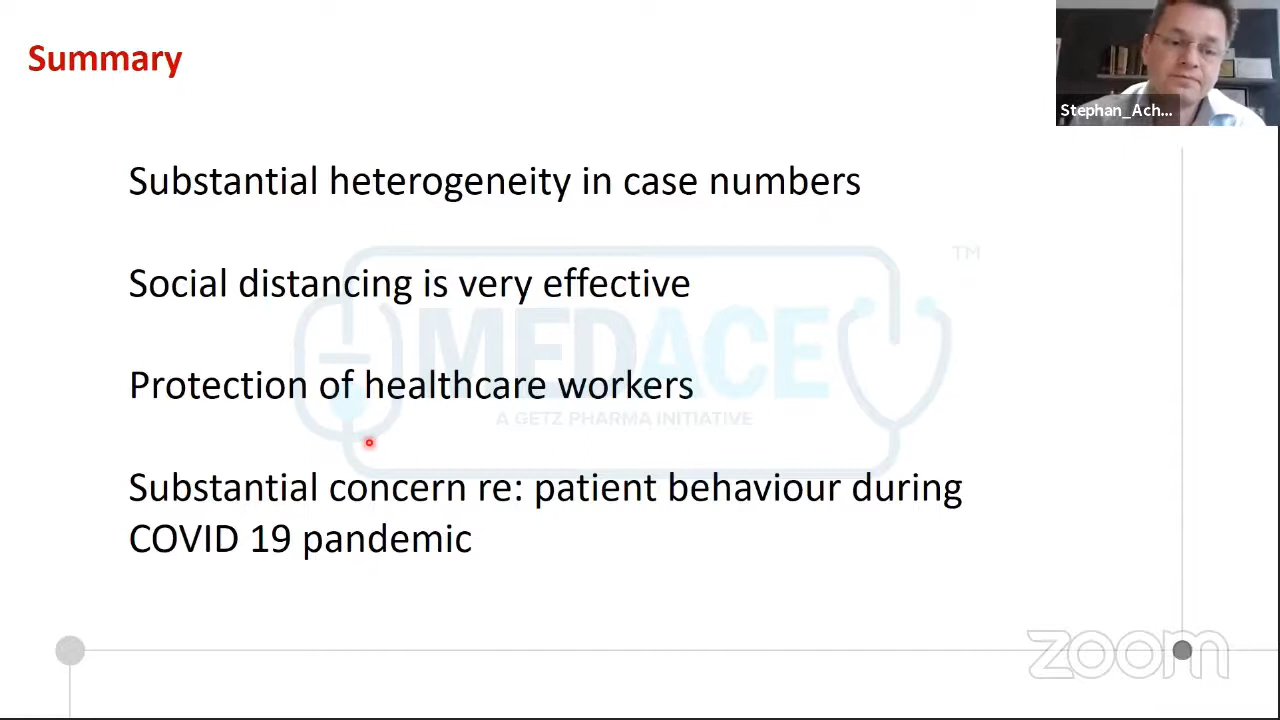 Summary
Stephan_Ach...
Substantial heterogeneity in case numbers
TM
Social distancing is very effective
MEDACE
Protection of healthcare workers
A GETZ PHARMA INITIATIVE
Substantial concern re: patient behaviour during
COVID 19 pandemic
zoom